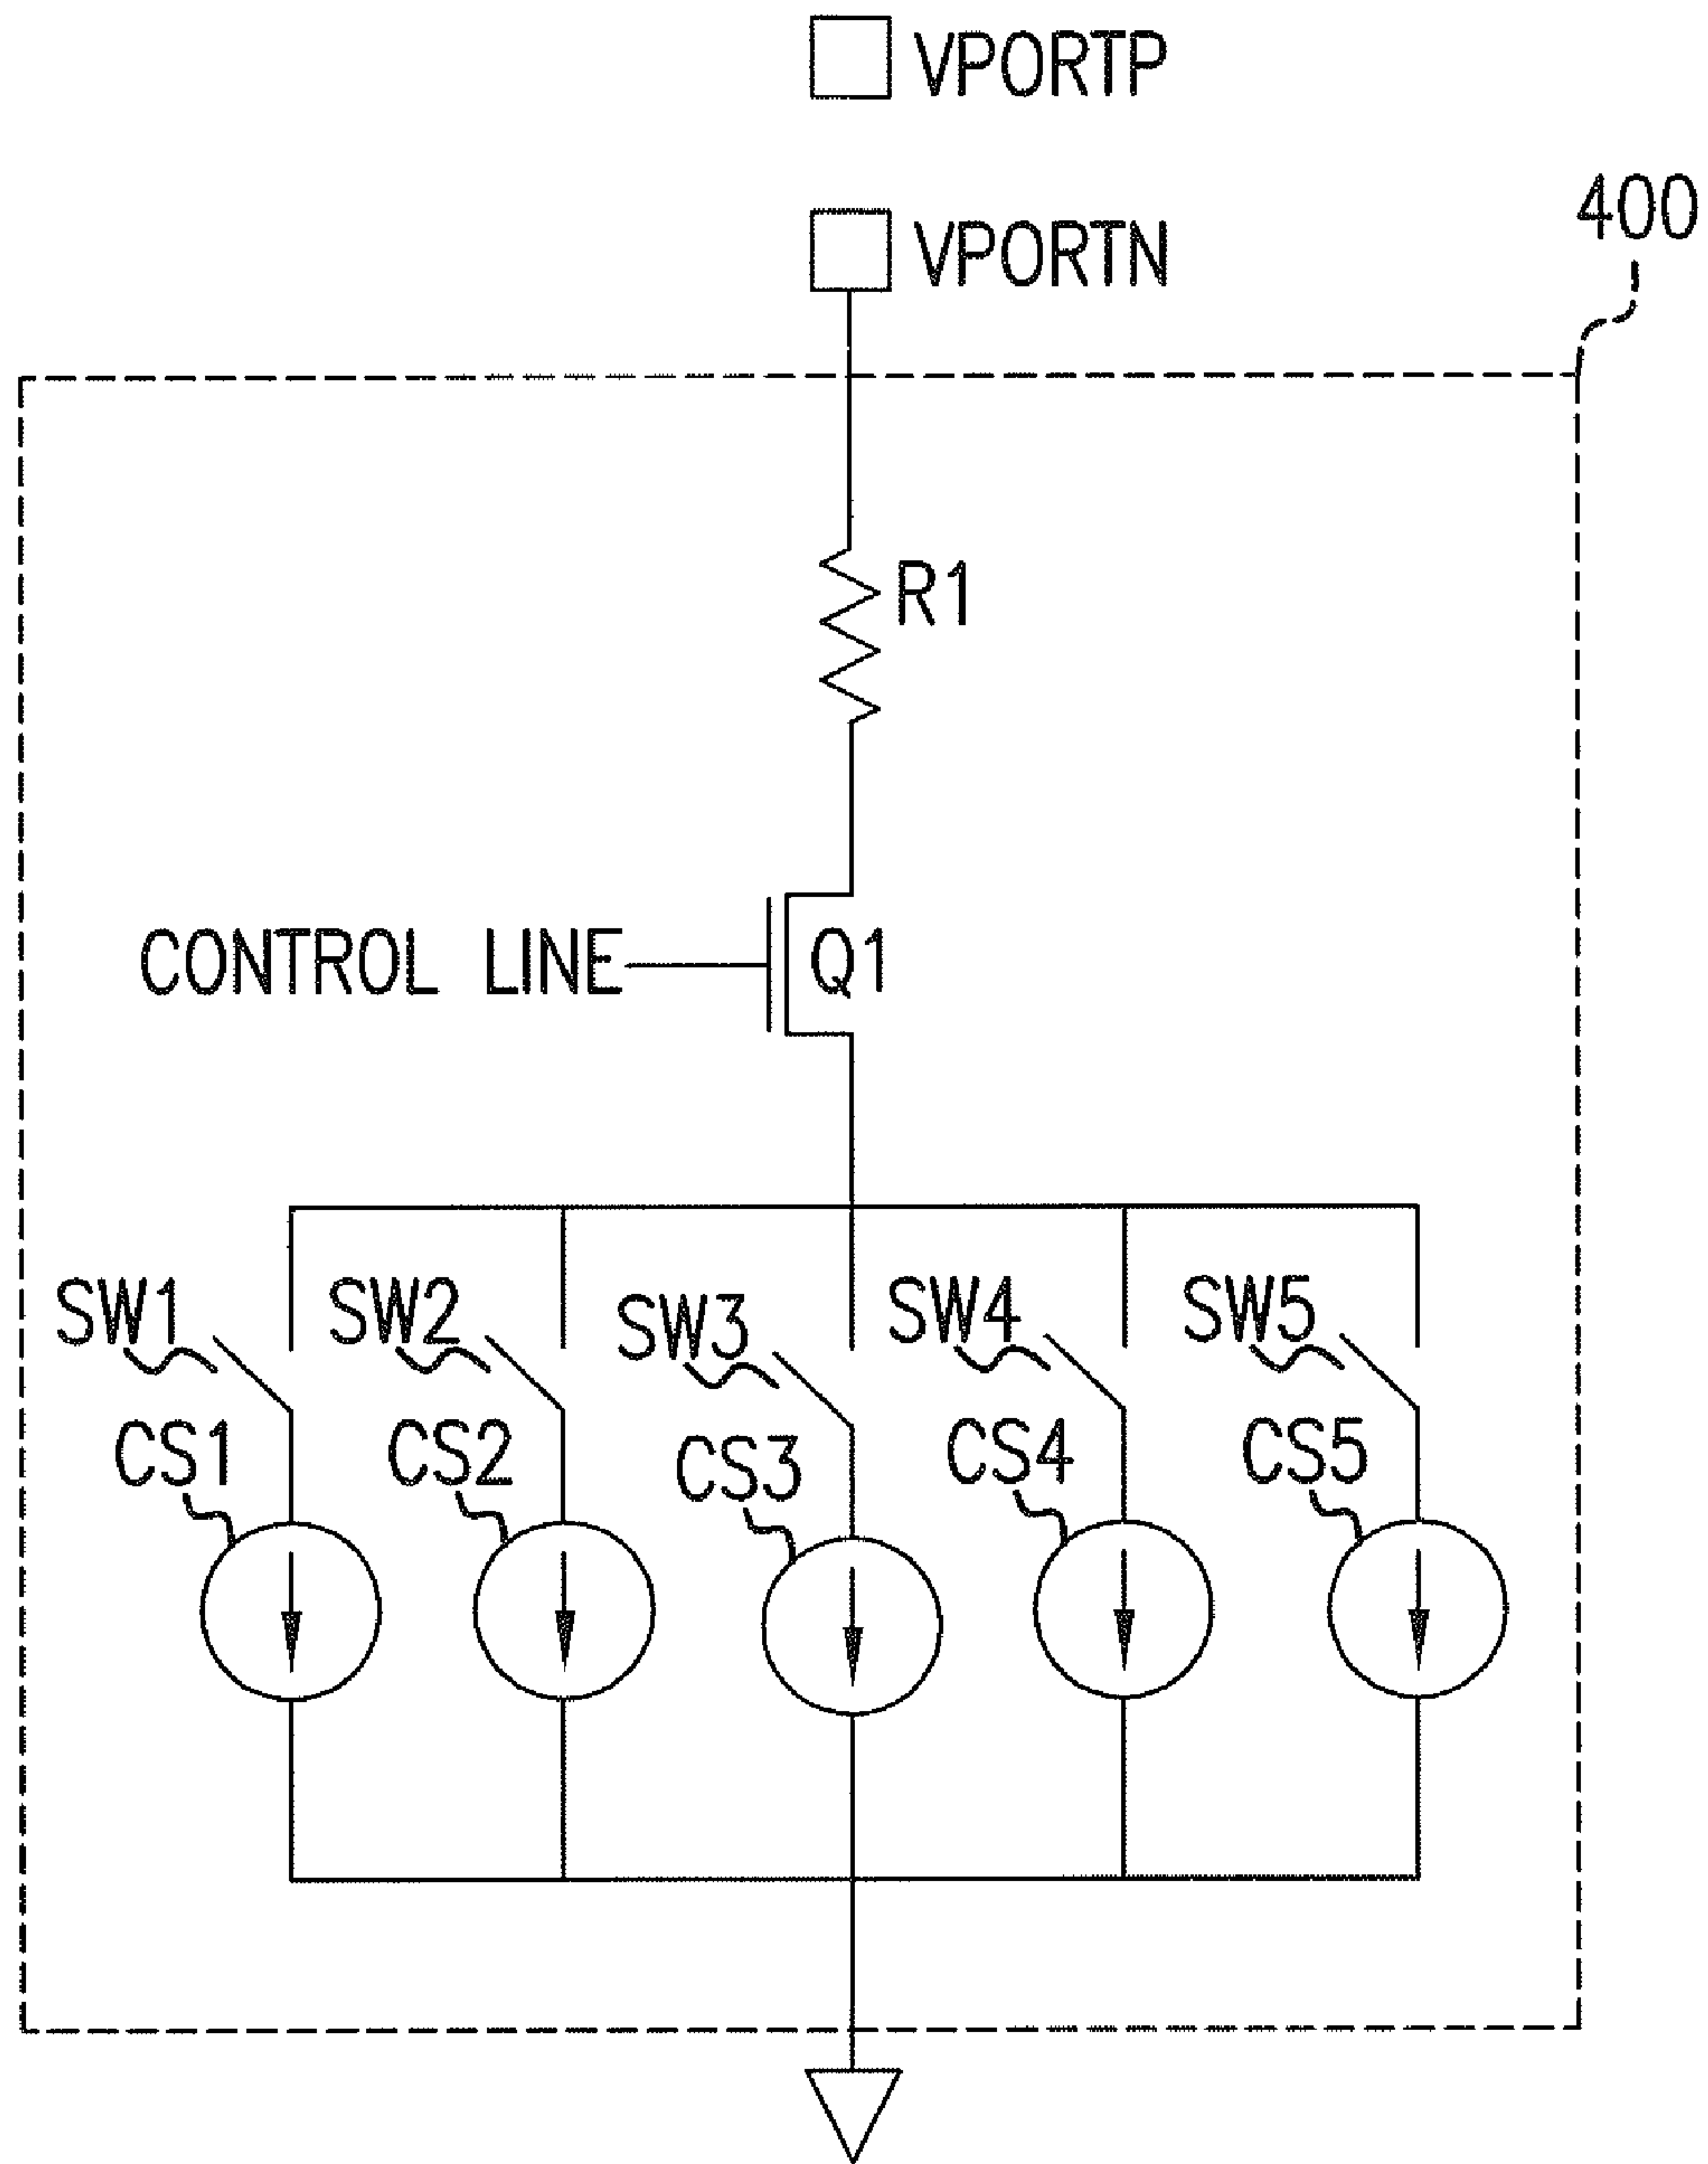 VPORTP
VPORTN
400
R1
CONTROL LINE
Q1
SW1
SW2
SW3
SW4
SW5
CS1
CS2
CS3
CS4
CS5